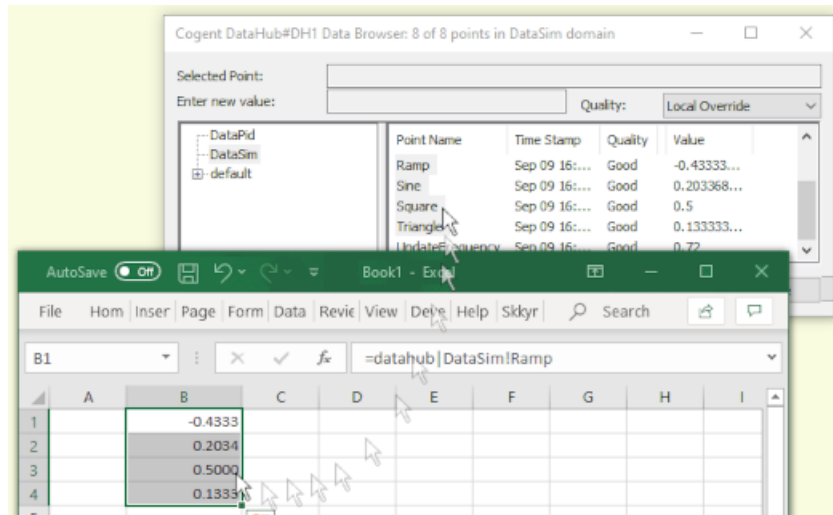 Cogent DataHub#DH1 Data Browser: 8 of 8 points in DataSim domain
Selected Point:
Enter new value: Quality: Local Override
DataPid
DataSim
default
Point Name Time Stamp Quality Value
Ramp Sep 09 16:... Good -0.43333...
Sine Sep 09 16:... Good 0.203368...
Square Sep 09 16:... Good 0.5
Triangle Sep 09 16:... Good 0.133333...
UpdateFrequency Sep 09 16:... Good 0.72
AutoSave Off Book1 - Excel
File Hom Inser Page Form Data Revie View Deve Help Skkyr Search
B1 fx =datahub|DataSim!Ramp
A B C D E F G H I
1 -0.4333
2 0.2034
3 0.5000
4 0.1333